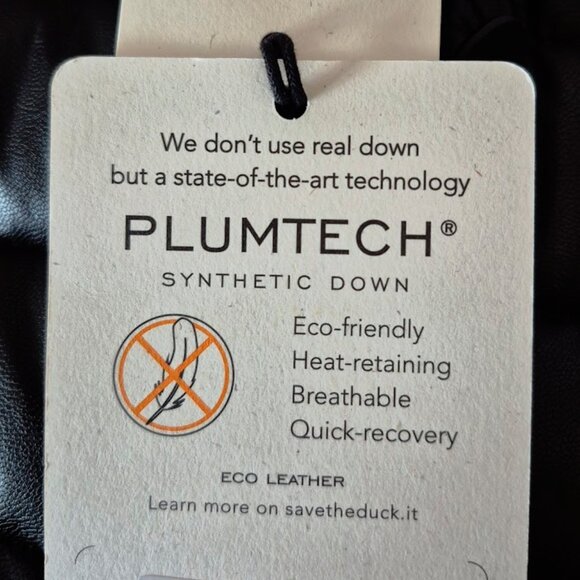 We don't use real down
but a state-of-the-art technology
PLUMTECH®
SYNTHETIC DOWN
Eco-friendly
Heat-retaining
Breathable
Quick-recovery
ECO LEATHER
Learn more on savetheduck.it